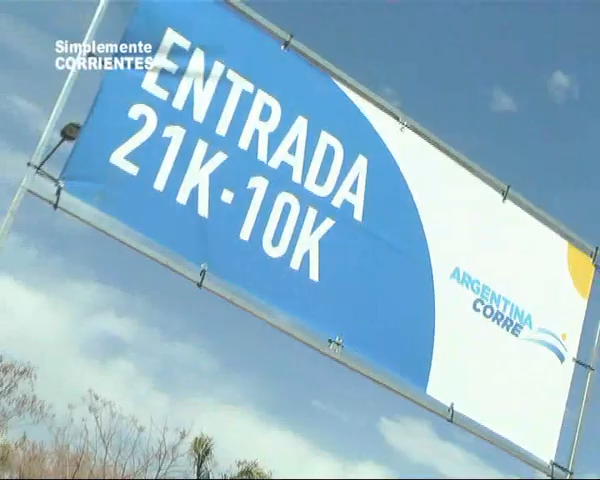 Simplemente
CORRIENTES
ENTRADA
21K·10K
ARGENTINA
CORRE